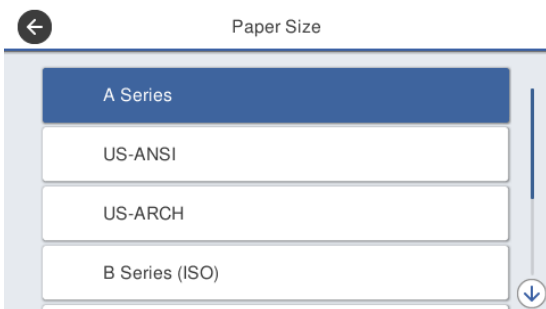 Paper Size
A Series
US-ANSI
US-ARCH
B Series (ISO)